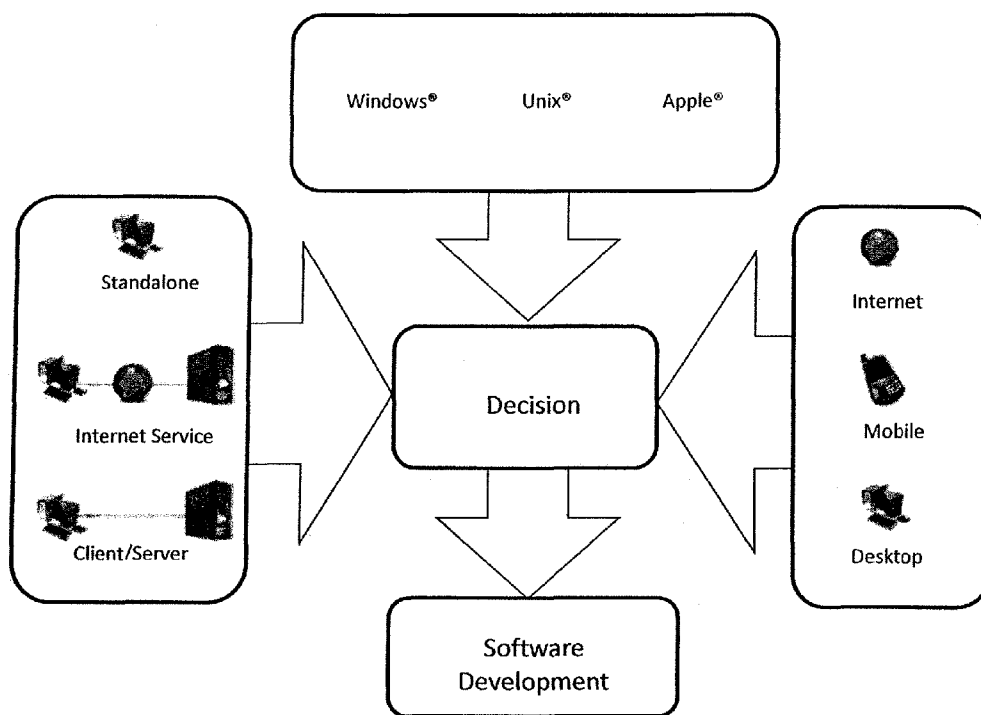 Windows® Unix® Apple®
Standalone
Internet Service
Client/Server
Decision
Internet
Mobile
Desktop
Software
Development